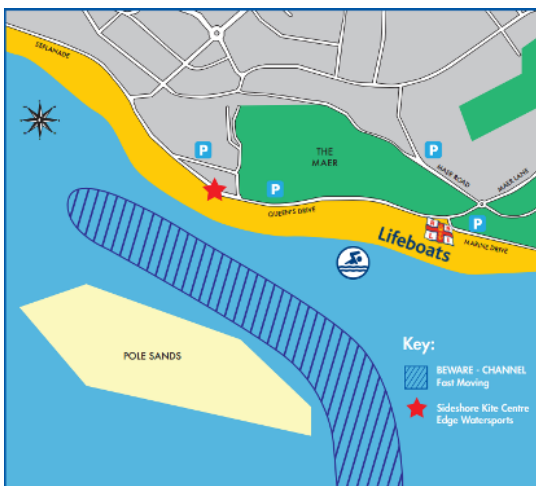 ESPLANADE
P
THE
MAER
P
P
MAER ROAD
MAER LANE
P
QUEEN'S DRIVE
Lifeboats
MARINE DRIVE
POLE SANDS
Key:
BEWARE - CHANNEL
Fast Moving
Sideshore Kite Centre
Edge Watersports